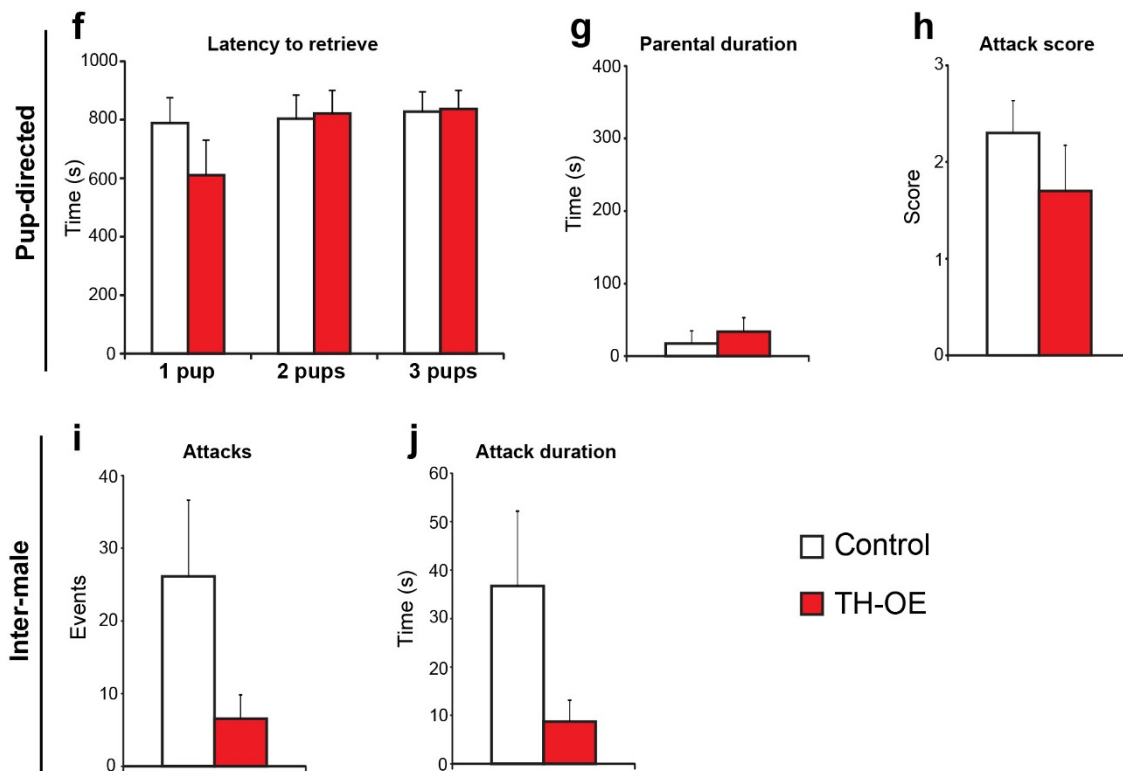 Pup-directed
f
Latency to retrieve
Time (s)
1000
800
600
400
200
0
1 pup 2 pups 3 pups
g
Parental duration
Time (s)
400
300
200
100
0
h
Attack score
Score
3
2
1
0
Inter-male
i
Attacks
Events
40
30
20
10
0
j
Attack duration
Time (s)
60
50
40
30
20
10
0
Control
TH-OE